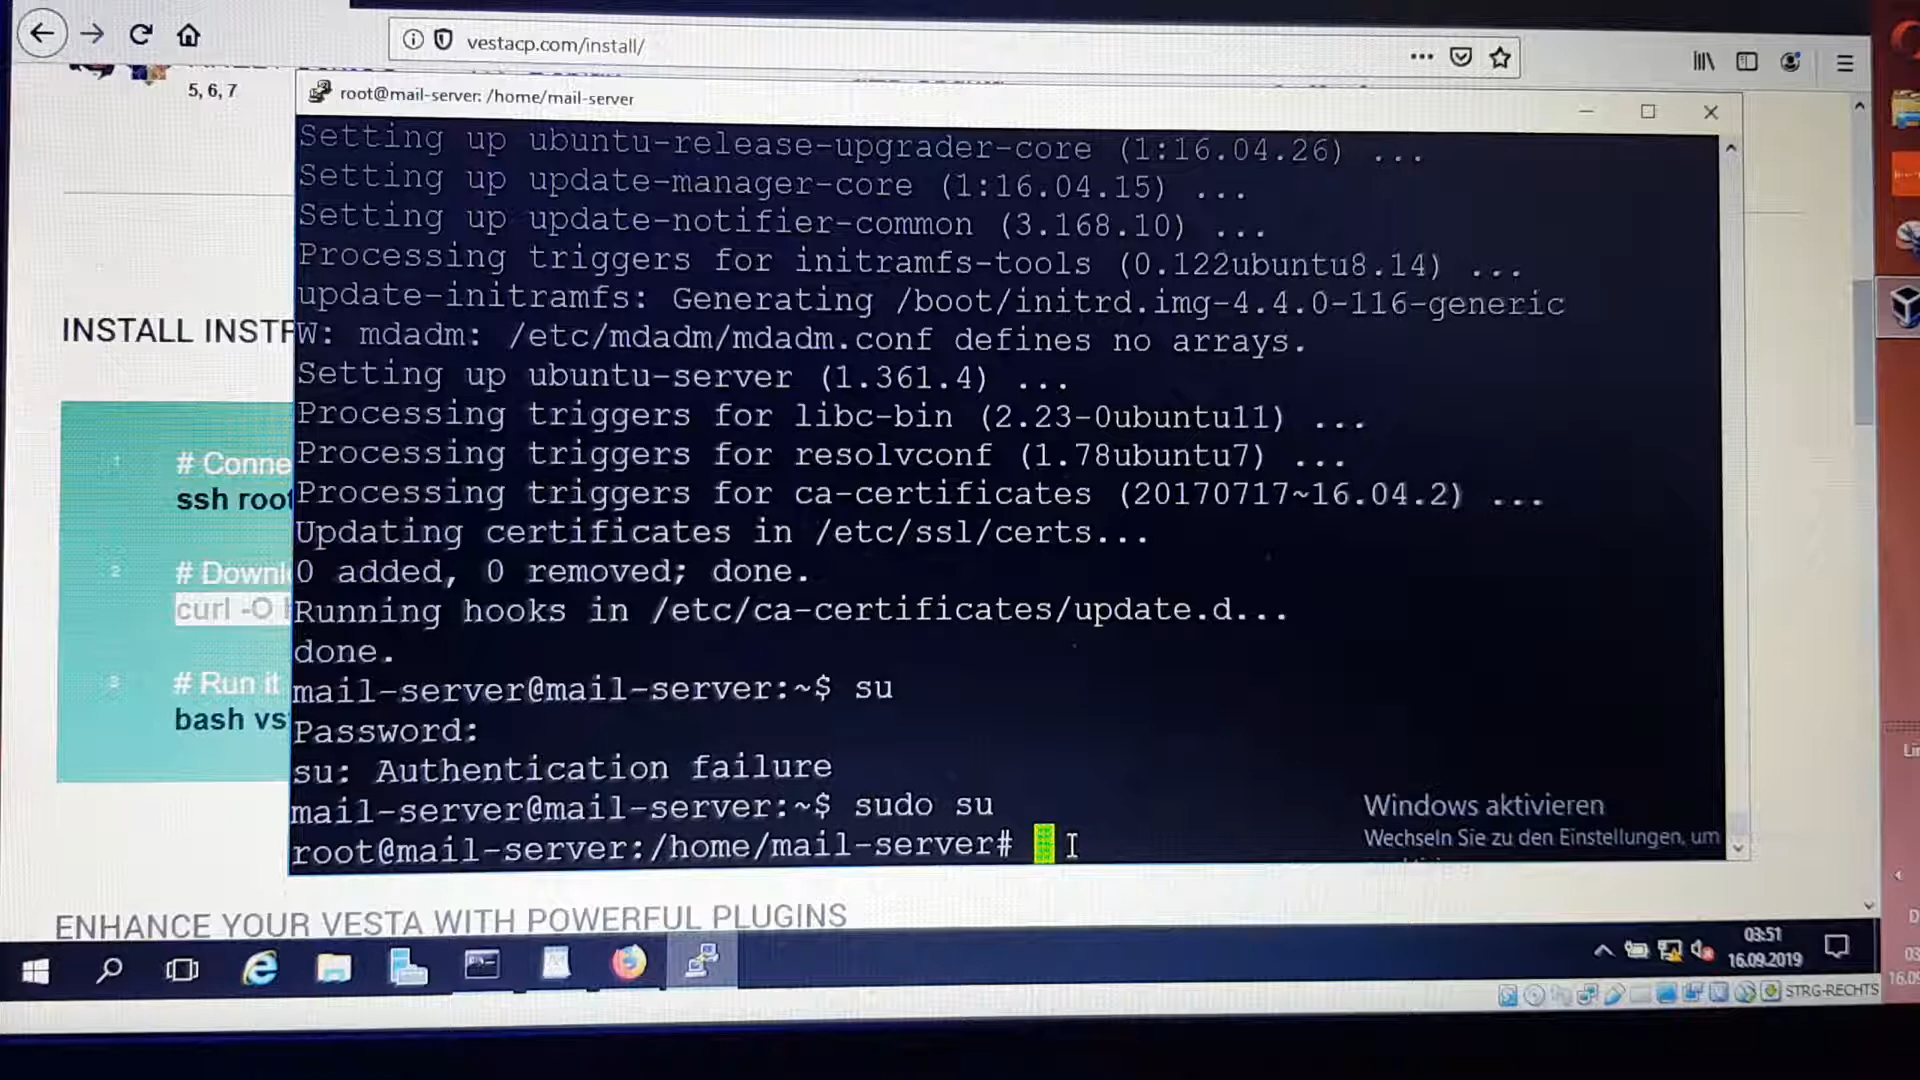 vestacp.com/install/
5, 6, 7
root@mail-server: /home/mail-server
Setting up ubuntu-release-upgrader-core (1:16.04.26) ...
Setting up update-manager-core (1:16.04.15) ...
Setting up update-notifier-common (3.168.10) ...
Processing triggers for initramfs-tools (0.122ubuntu8.14) ...
update-initramfs: Generating /boot/initrd.img-4.4.0-116-generic
W: mdadm: /etc/mdadm/mdadm.conf defines no arrays.
Setting up ubuntu-server (1.361.4) ...
Processing triggers for libc-bin (2.23-0ubuntu11) ...
Processing triggers for resolvconf (1.78ubuntu7) ...
Processing triggers for ca-certificates (20170717~16.04.2) ...
Updating certificates in /etc/ssl/certs...
0 added, 0 removed; done.
Running hooks in /etc/ca-certificates/update.d...
done.
mail-server@mail-server:~$ su
Password:
su: Authentication failure
mail-server@mail-server:~$ sudo su
root@mail-server:/home/mail-server#
Windows aktivieren
Wechseln Sie zu den Einstellungen, um
INSTALL INSTR
1
# Conne
ssh root
2
# Downl
curl -O h
3
# Run it
bash vs
ENHANCE YOUR VESTA WITH POWERFUL PLUGINS
03:51
16.09.2019
STRG-RECHTS